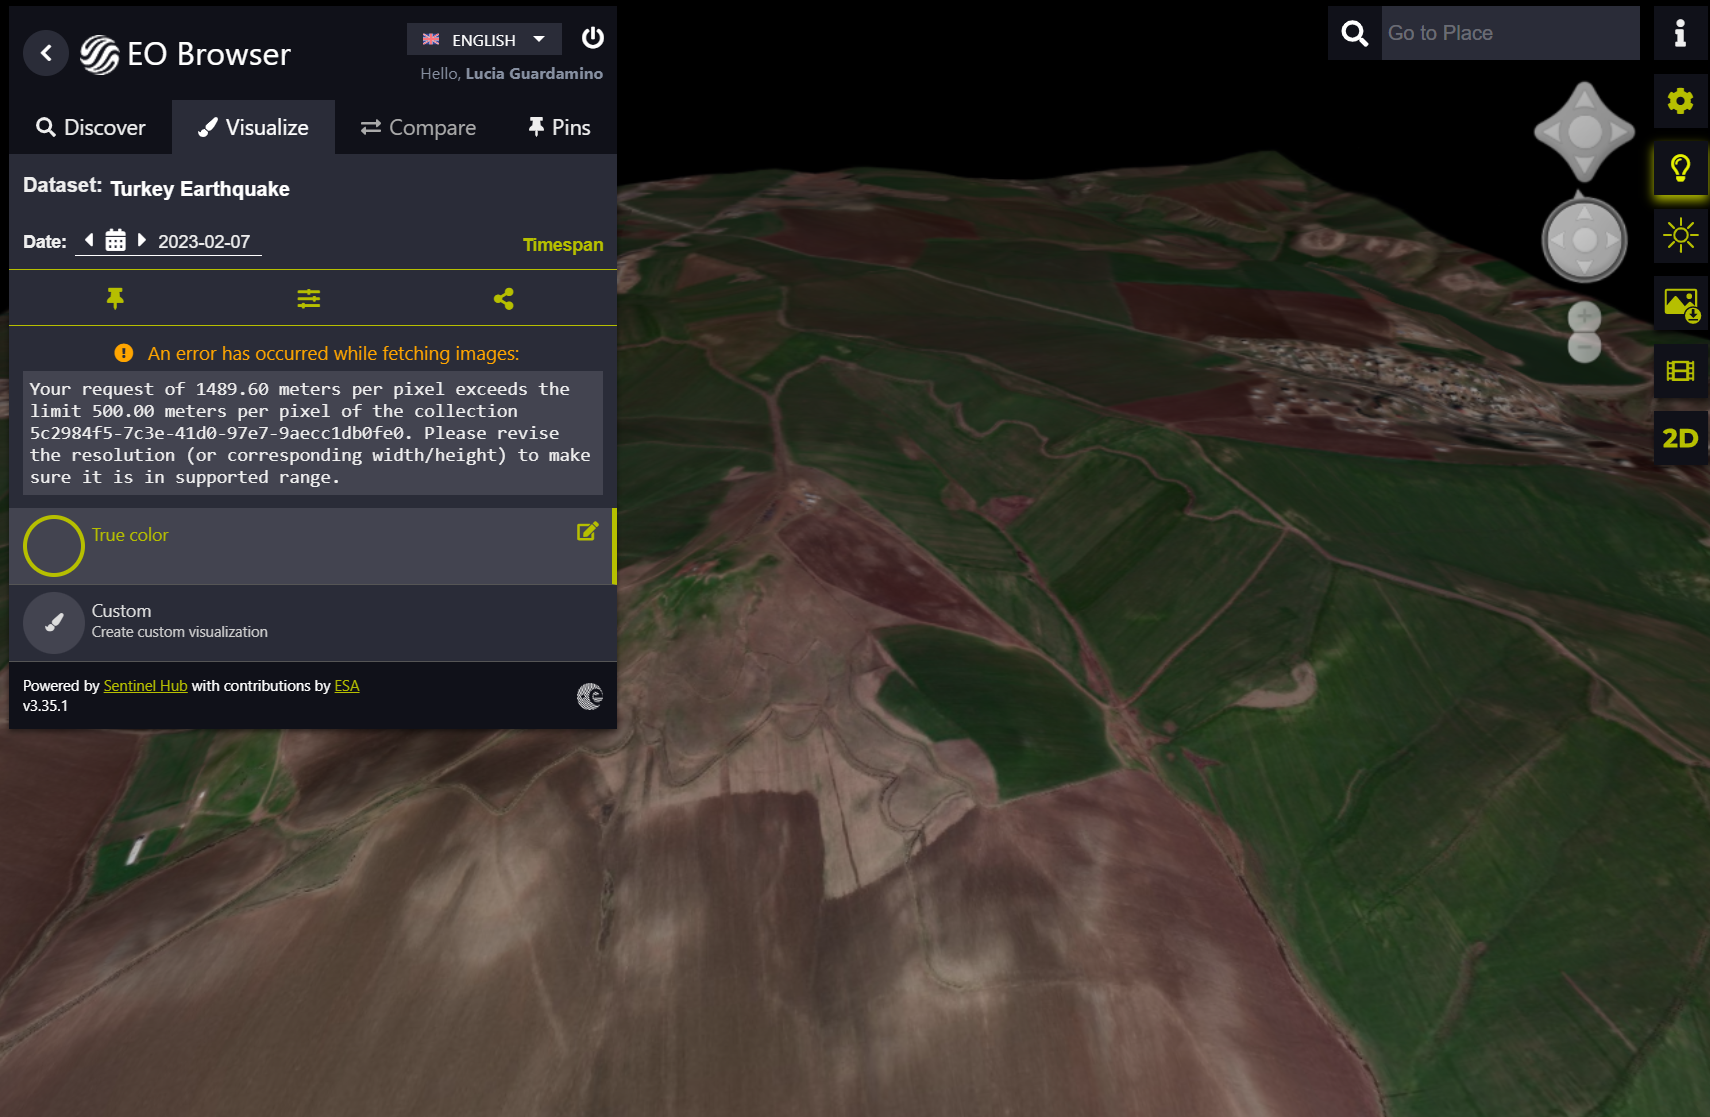 EO Browser
ENGLISH
Hello, Lucia Guardamino
Discover
Visualize
Compare
Pins
Dataset: Turkey Earthquake
Date: 2023-02-07
Timespan
An error has occurred while fetching images:
Your request of 1489.60 meters per pixel exceeds the
limit 500.00 meters per pixel of the collection
5c2984f5-7c3e-41d0-97e7-9aecc1db0fe0. Please revise
the resolution (or corresponding width/height) to make
sure it is in supported range.
True color
Custom
Create custom visualization
Powered by Sentinel Hub with contributions by ESA
v3.35.1
Go to Place
2D